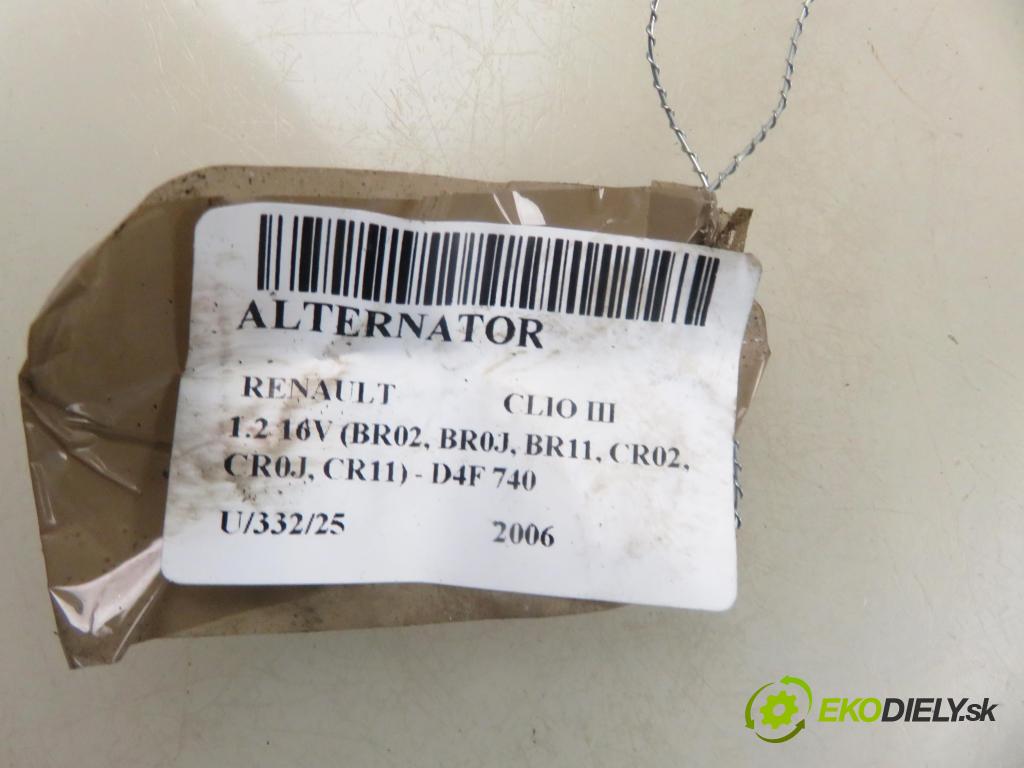 ALTERNATOR
RENAULT CLIO III
1.2 16V (BR02, BR0J, BR11, CR02,
CR0J, CR11) - D4F 740
U/332/25 2006
EKODIELY.sk